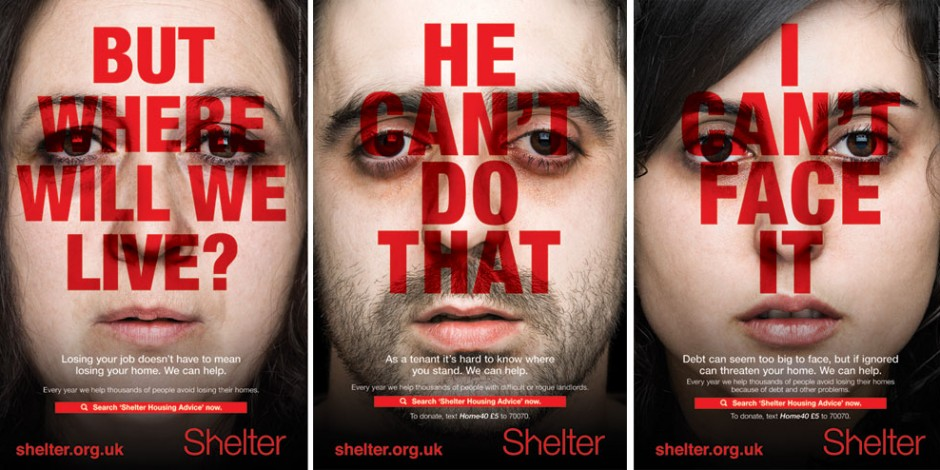 BUT
WHERE
WILL WE
LIVE?
Losing your job doesn't have to mean
losing your home. We can help.
Every year we help thousands of people avoid losing their homes.
Search 'Shelter Housing Advice' now.
shelter.org.uk
Shelter
HE
CAN'T
DO
THAT
As a tenant it's hard to know where
you stand. We can help.
Every year we help thousands of people with difficult or rogue landlords.
Search 'Shelter Housing Advice' now.
To donate, text Home40 £5 to 70070.
shelter.org.uk
Shelter
I
CAN'T
FACE
IT
Debt can seem too big to face, but if ignored
can threaten your home. We can help.
Every year we help thousands of people avoid losing their homes
because of debt and other problems.
Search 'Shelter Housing Advice' now.
To donate, text Home40 £5 to 70070.
shelter.org.uk
Shelter